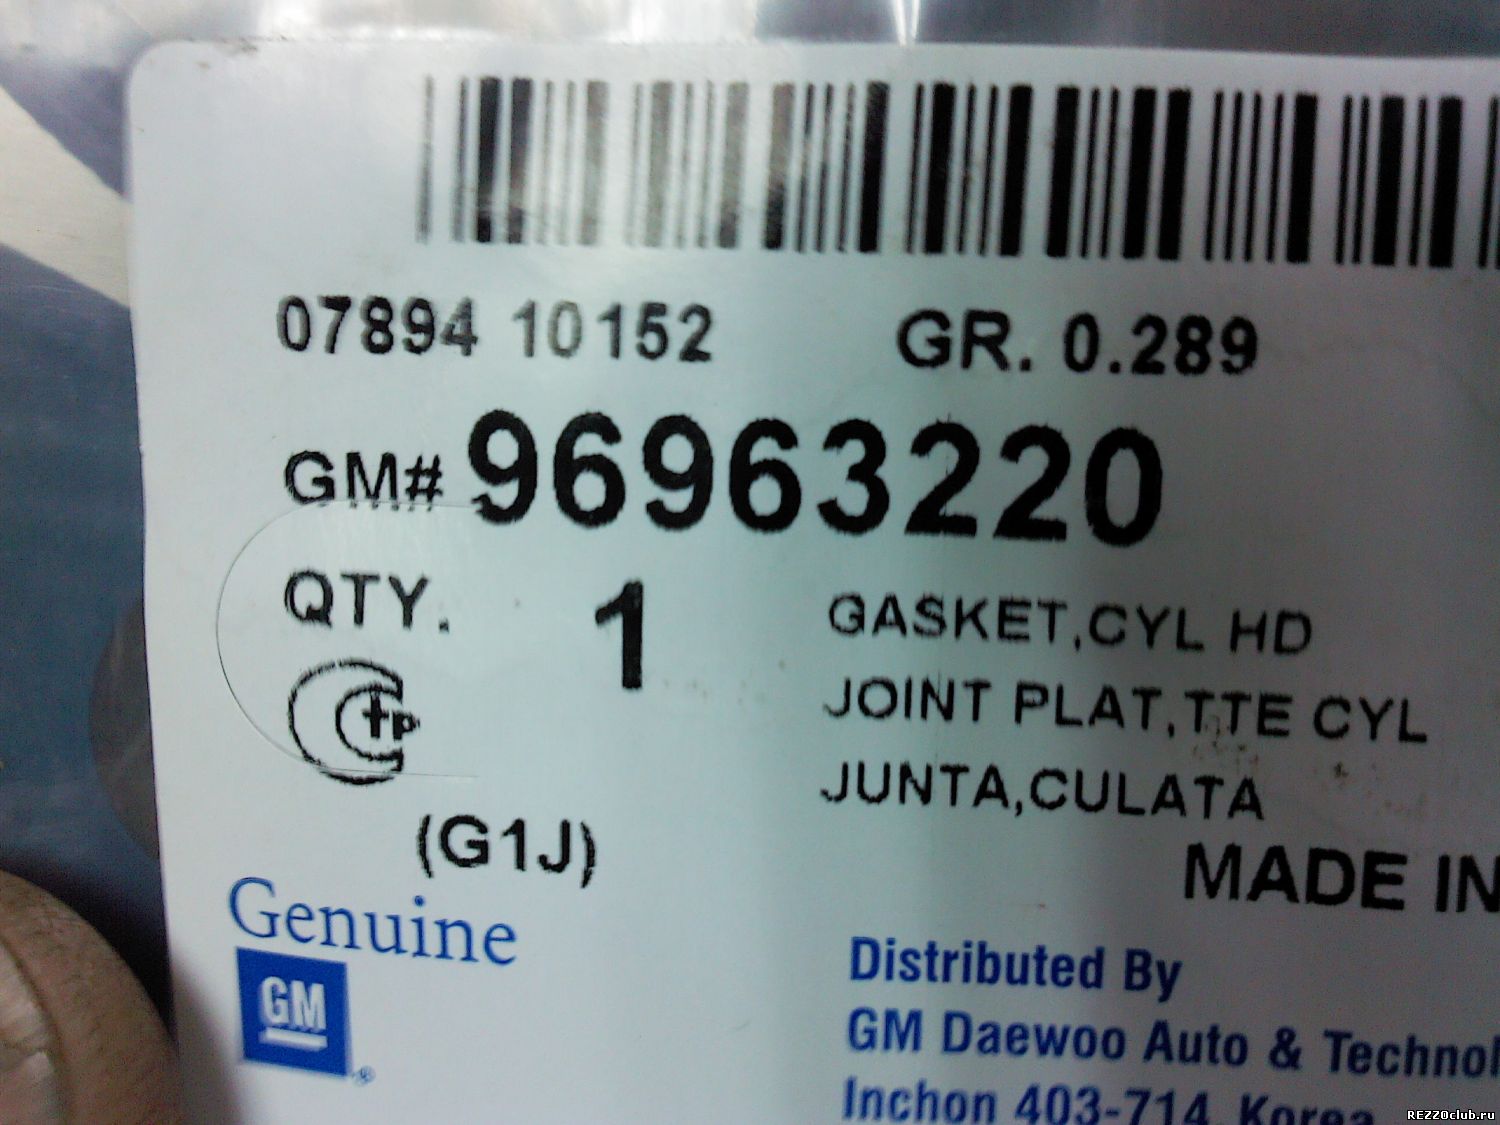 07894 10152 GR. 0.289
GM# 96963220
QTY. 1
GASKET,CYL HD
JOINT PLAT,TTE CYL
JUNTA,CULATA
(G1J)
MADE IN
Genuine
GM
Distributed By
GM Daewoo Auto & Technol
Inchon 403-714, Korea
REZZOclub.ru